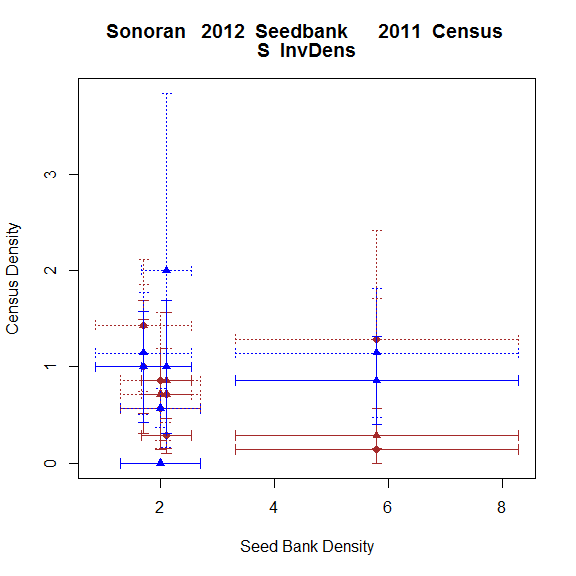 Sonoran 2012 Seedbank 2011 Census
S InvDens
Census Density
3
2
1
0
2 4 6 8
Seed Bank Density